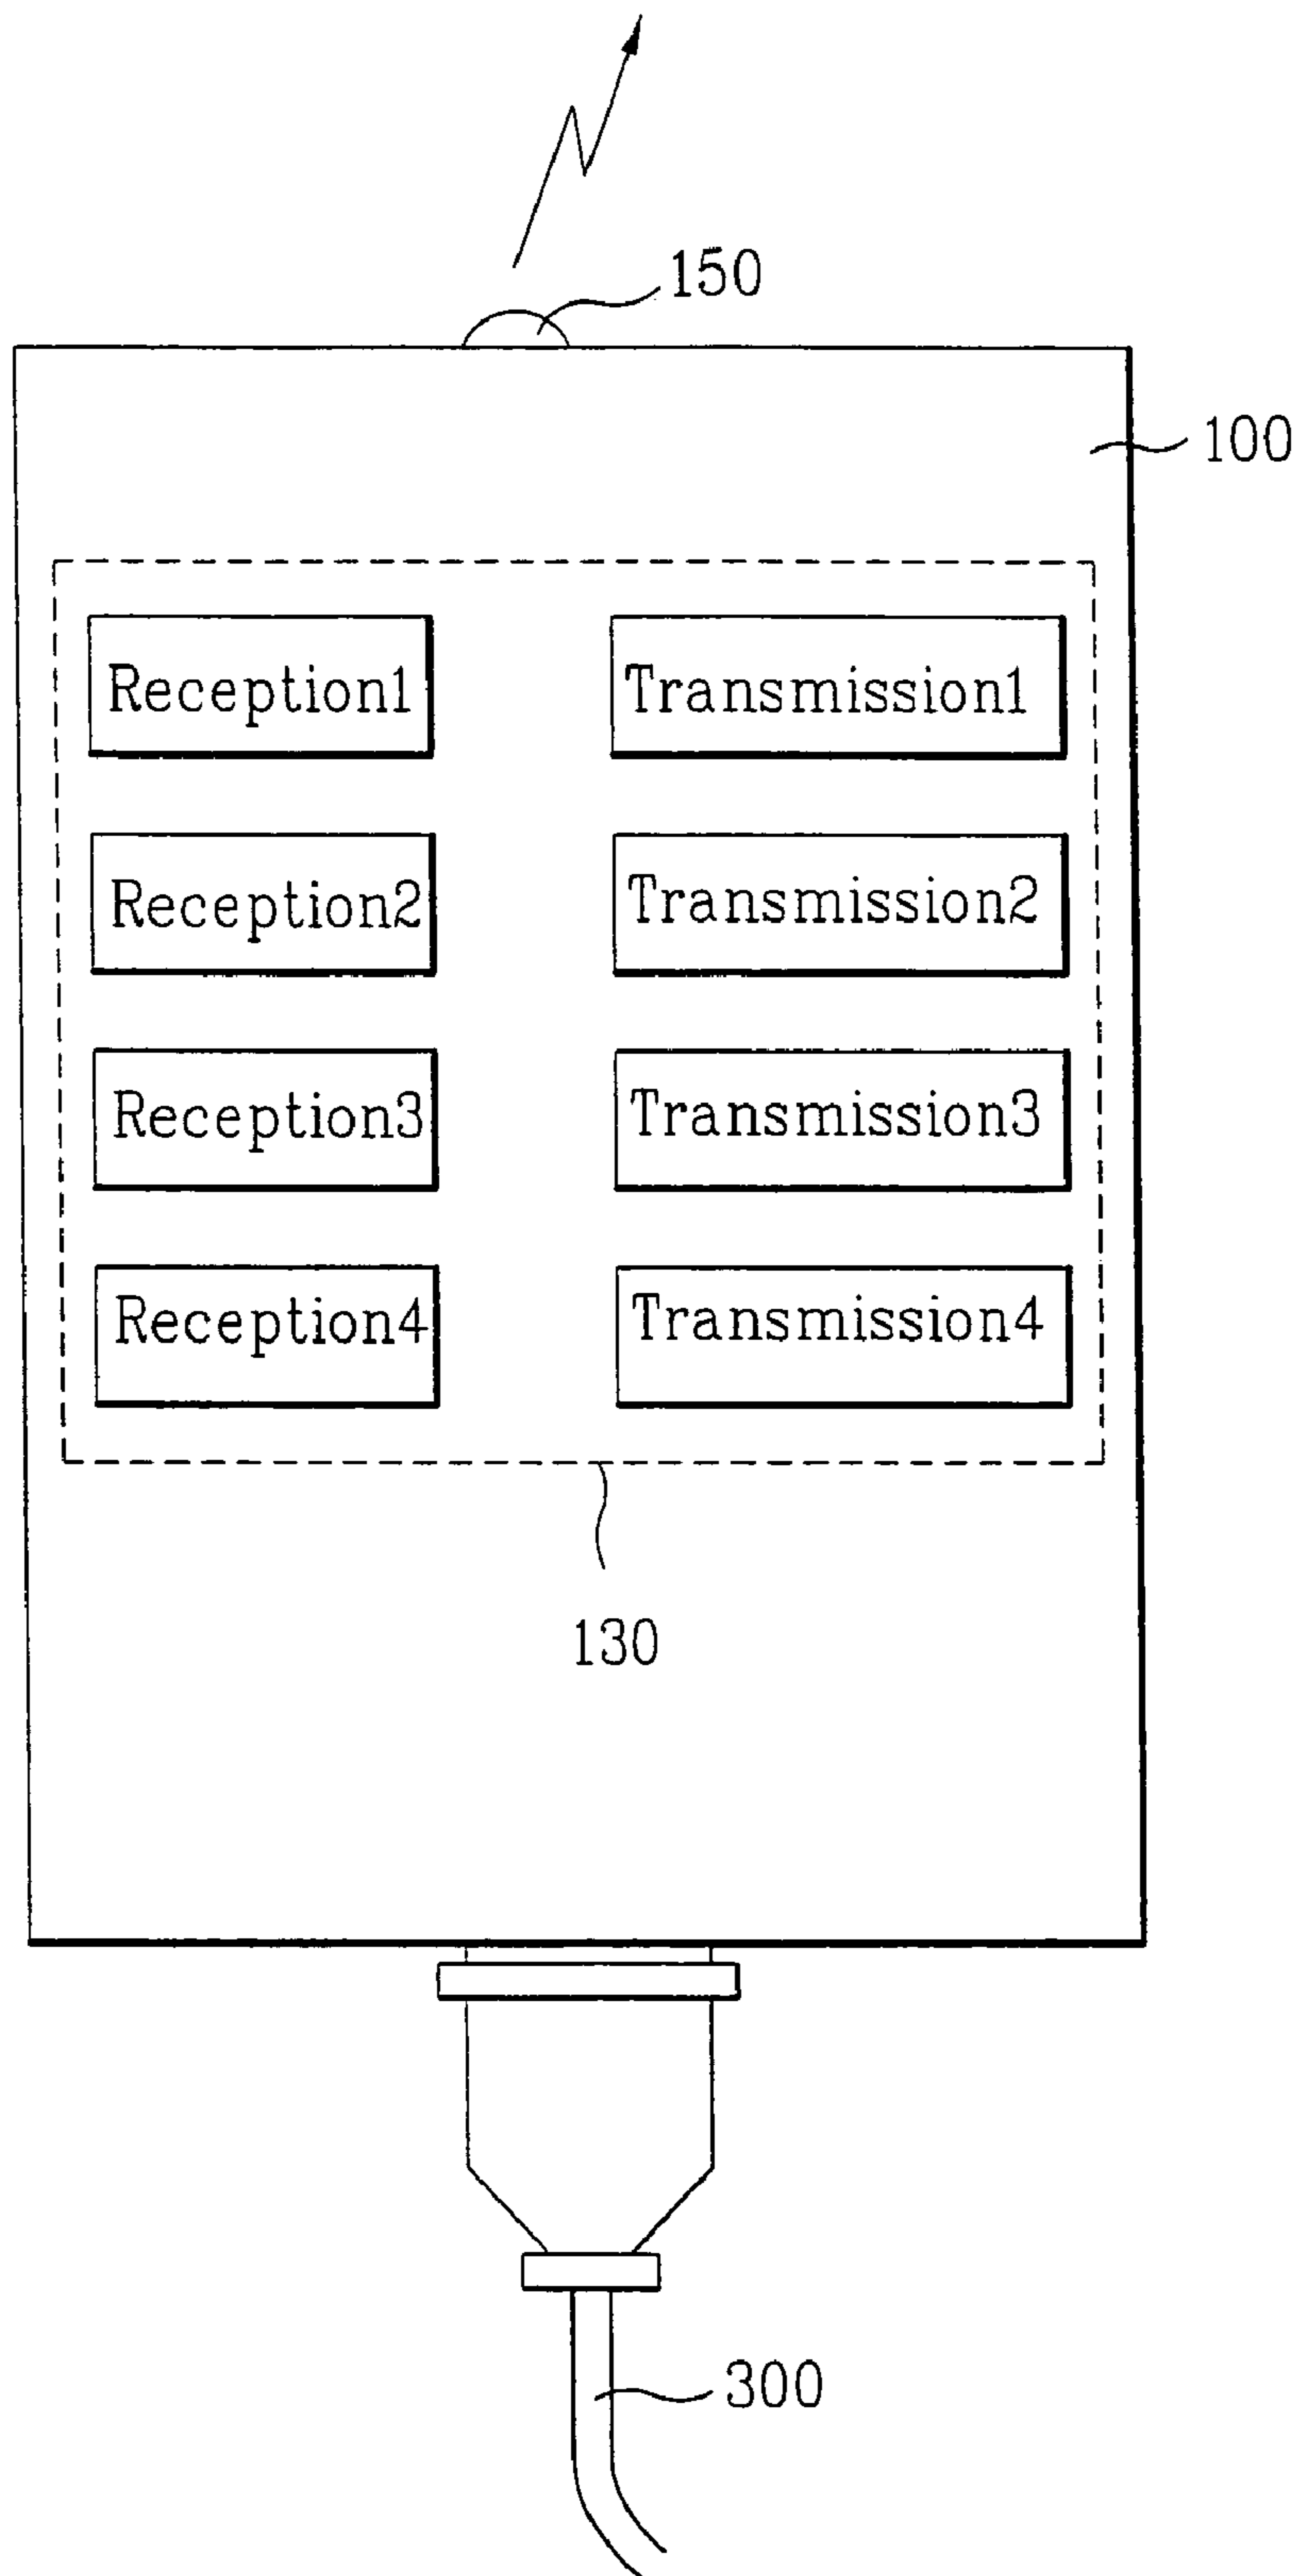 150
100
Reception1 Transmission1
Reception2 Transmission2
Reception3 Transmission3
Reception4 Transmission4
130
300